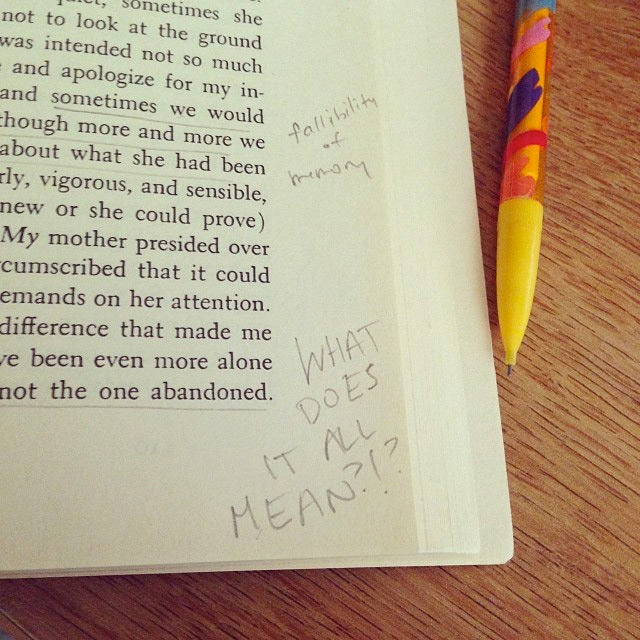 sometimes she
not to look at the ground
was intended not so much
and apologize for my in-
and sometimes we would
though more and more we
about what she had been
rly, vigorous, and sensible,
new or she could prove)
My mother presided over
cumscribed that it could
emands on her attention.
difference that made me
ve been even more alone
not the one abandoned.
fallibility
of
memory
WHAT
DOES
IT ALL
MEAN?!?